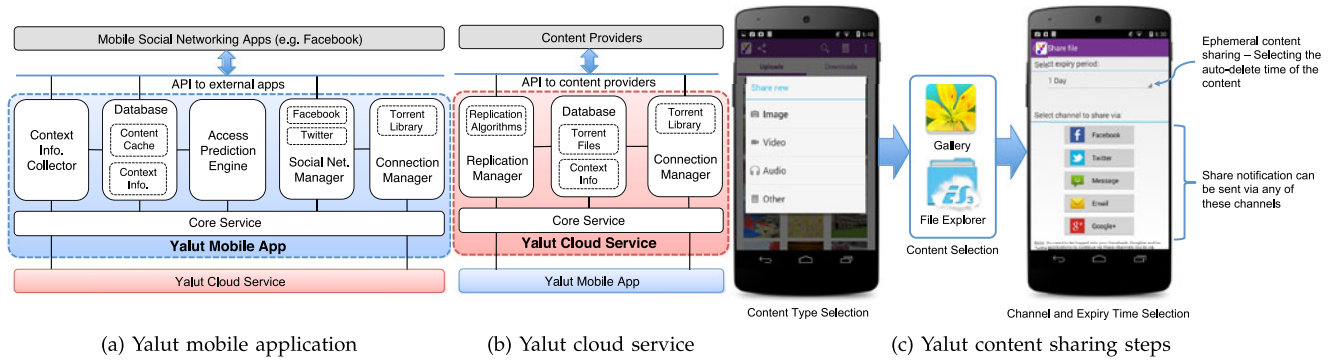 Mobile Social Networking Apps (e.g. Facebook)
API to external apps
Context
Info.
Collector
Database
Content
Cache
Context
Info.
Access
Prediction
Engine
Facebook
Twitter
Social Net.
Manager
Torrent
Library
Connection
Manager
Core Service
Yalut Mobile App
Yalut Cloud Service
(a) Yalut mobile application
Content Providers
API to content providers
Replication
Algorithms
Replication
Manager
Database
Torrent
Files
Context
Info
Torrent
Library
Connection
Manager
Core Service
Yalut Cloud Service
Yalut Mobile App
(b) Yalut cloud service
Uploads
Downloads
Share new
Image
Video
Audio
Other
Content Type Selection
Gallery
File Explorer
Content Selection
Share file
Select expiry period:
1 Day
Select channel to share via:
Facebook
Twitter
Message
Email
Google+
Channel and Expiry Time Selection
Ephemeral content
sharing – Selecting the
auto-delete time of the
content
Share notification can
be sent via any of
these channels
(c) Yalut content sharing steps